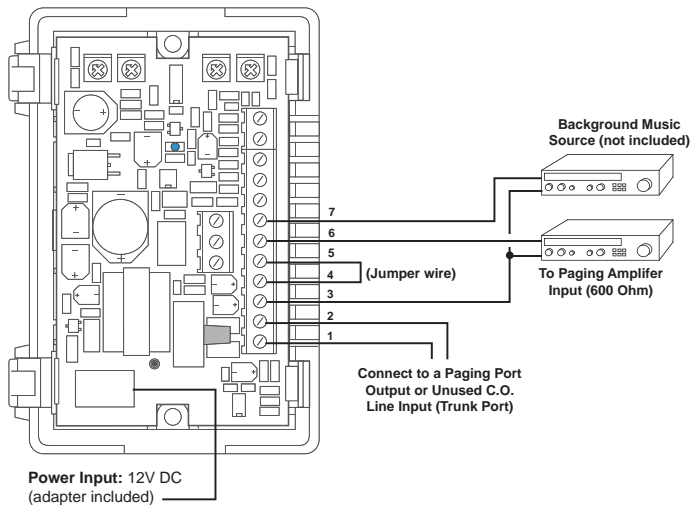 Background Music
Source (not included)
7
6
5
(Jumper wire)
4
To Paging Amplifer
Input (600 Ohm)
3
2
1
Connect to a Paging Port
Output or Unused C.O.
Line Input (Trunk Port)
Power Input: 12V DC
(adapter included)